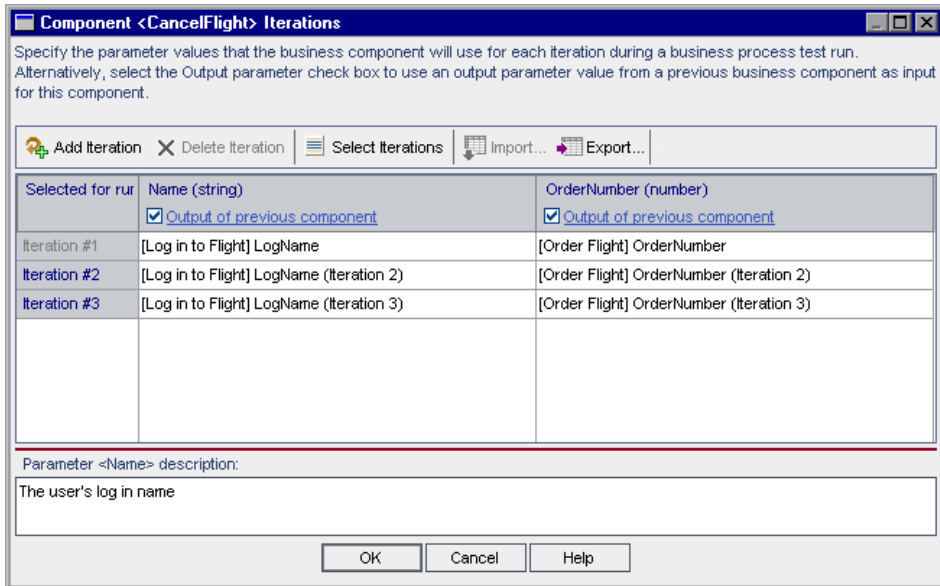 Component <CancelFlight> Iterations
Specify the parameter values that the business component will use for each iteration during a business process test run.
Alternatively, select the Output parameter check box to use an output parameter value from a previous business component as input
for this component.
Add Iteration Delete Iteration Select Iterations Import... Export...
Selected for rur Name (string) OrderNumber (number)
Output of previous component Output of previous component
Iteration #1 [Log in to Flight] LogName [Order Flight] OrderNumber
Iteration #2 [Log in to Flight] LogName (Iteration 2) [Order Flight] OrderNumber (Iteration 2)
Iteration #3 [Log in to Flight] LogName (Iteration 3) [Order Flight] OrderNumber (Iteration 3)
Parameter <Name> description:
The user's log in name
OK Cancel Help